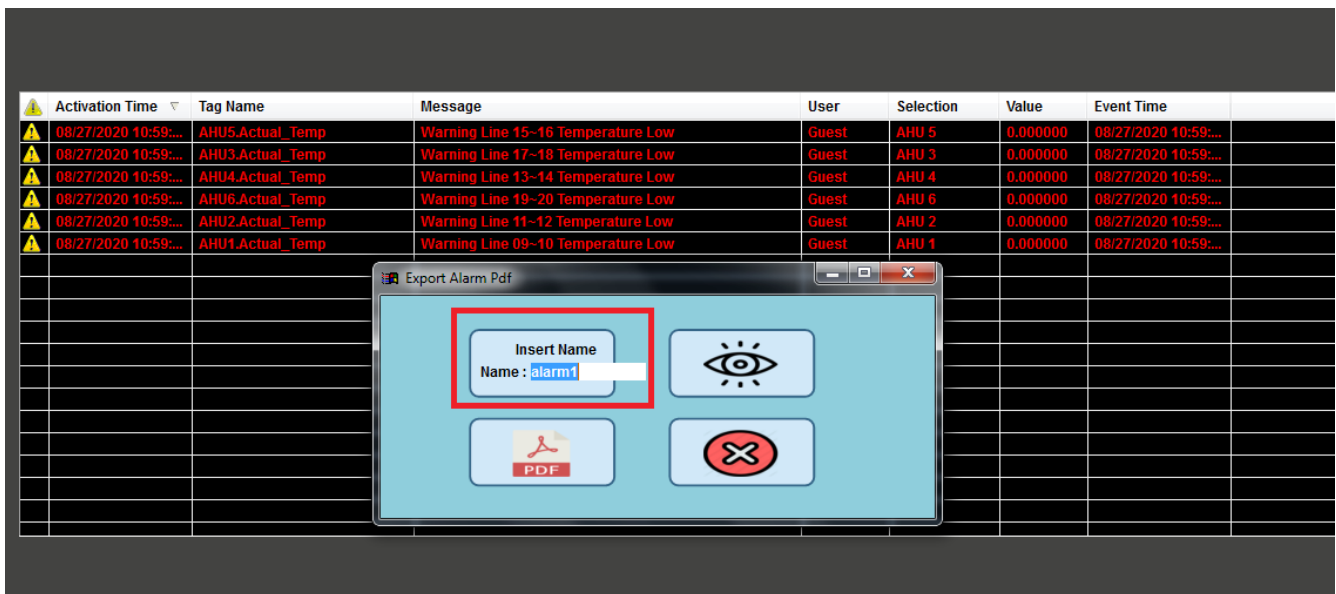 Activation Time Tag Name Message User Selection Value Event Time
08/27/2020 10:59:... AHU5.Actual_Temp Warning Line 15~16 Temperature Low Guest AHU 5 0.000000 08/27/2020 10:59:...
08/27/2020 10:59:... AHU3.Actual_Temp Warning Line 17~18 Temperature Low Guest AHU 3 0.000000 08/27/2020 10:59:...
08/27/2020 10:59:... AHU4.Actual_Temp Warning Line 13~14 Temperature Low Guest AHU 4 0.000000 08/27/2020 10:59:...
08/27/2020 10:59:... AHU6.Actual_Temp Warning Line 19~20 Temperature Low Guest AHU 6 0.000000 08/27/2020 10:59:...
08/27/2020 10:59:... AHU2.Actual_Temp Warning Line 11~12 Temperature Low Guest AHU 2 0.000000 08/27/2020 10:59:...
08/27/2020 10:59:... AHU1.Actual_Temp Warning Line 09~10 Temperature Low Guest AHU 1 0.000000 08/27/2020 10:59:...
Export Alarm Pdf
Insert Name
Name : alarm1
PDF